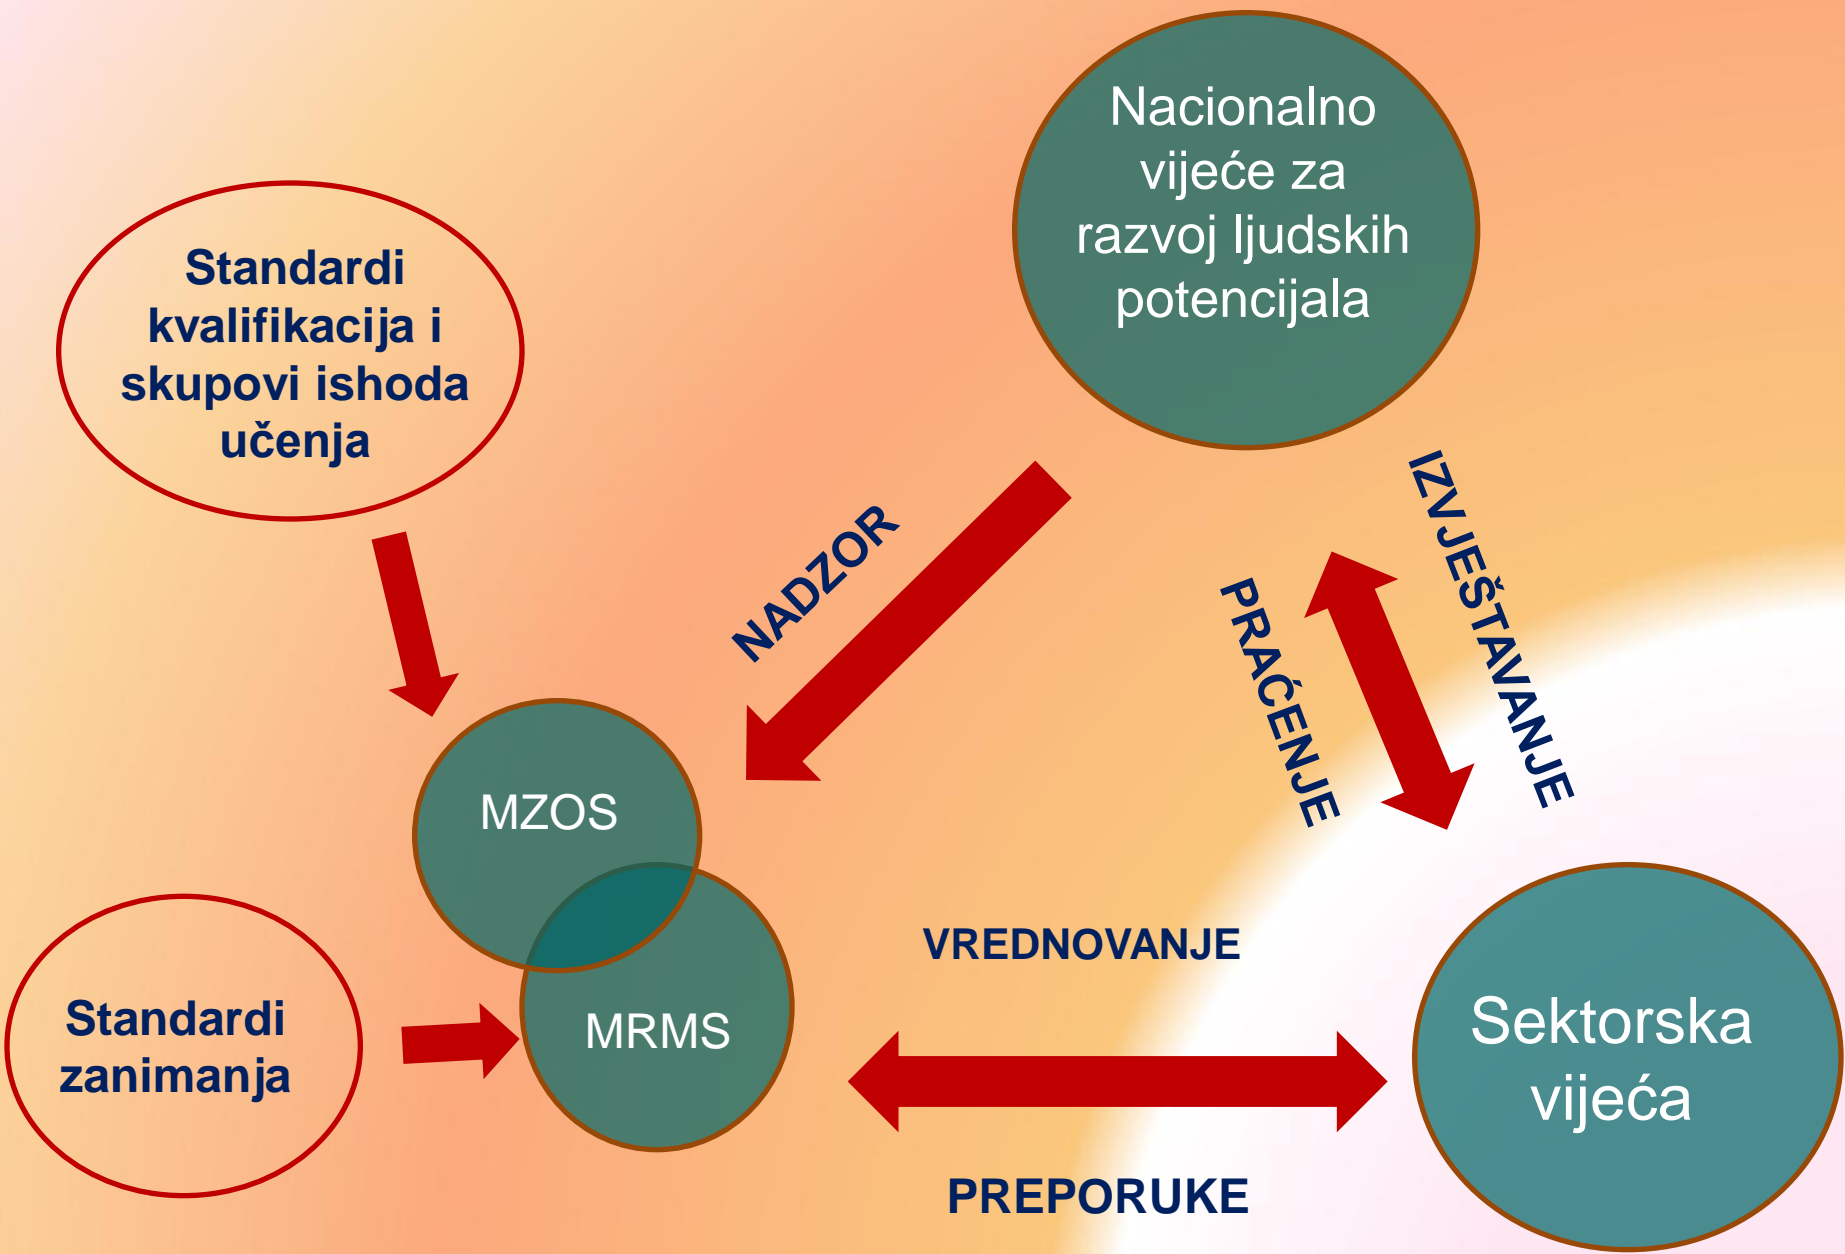 Nacionalno
vijeće za
razvoj ljudskih
potencijala
Standardi
kvalifikacija i
skupovi ishoda
učenja
NADZOR
PRAĆENJE
IZVJEŠTAVANJE
MZOS
MRMS
Standardi
zanimanja
VREDNOVANJE
PREPORUKE
Sektorska
vijeća